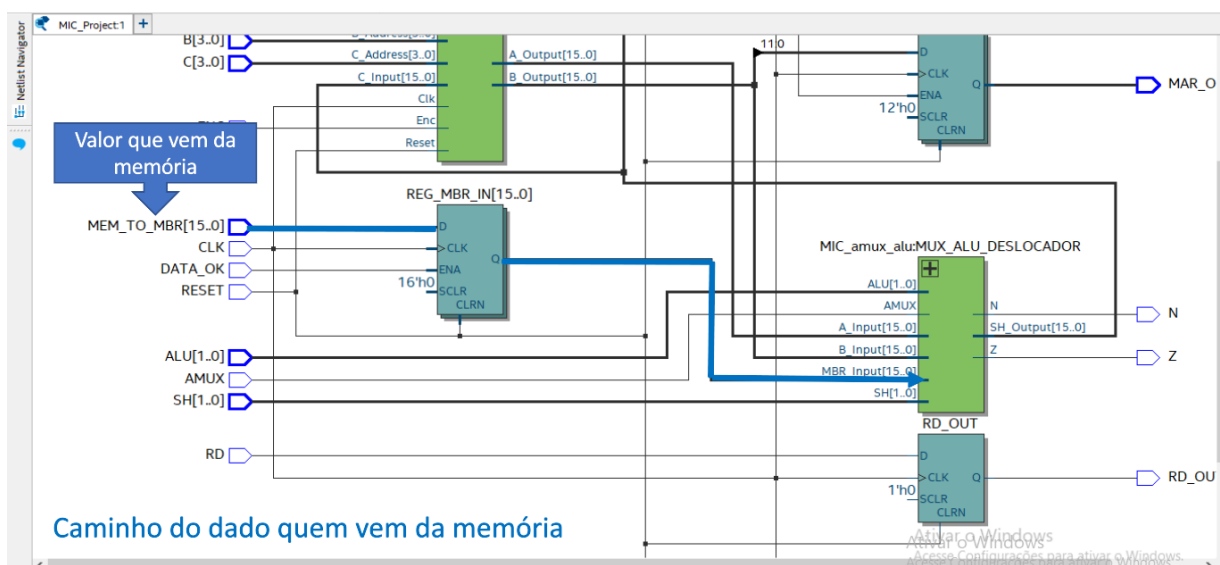 MIC_Project:1
Netlist Navigator
B[3..0]
C[3..0]
C_Address[3..0]
C_Input[15..0]
Clk
Enc
Reset
A_Output[15..0]
B_Output[15..0]
11:0
D
>CLK
ENA
12'h0
SCLR
CLRN
Q
MAR_O
Valor que vem da
memória
REG_MBR_IN[15..0]
MEM_TO_MBR[15..0]
CLK
DATA_OK
RESET
D
>CLK
ENA
16'h0
SCLR
CLRN
Q
MIC_amux_alu:MUX_ALU_DESLOCADOR
ALU[1..0]
AMUX
A_Input[15..0]
B_Input[15..0]
MBR_Input[15..0]
SH[1..0]
N
SH_Output[15..0]
Z
N
Z
ALU[1..0]
AMUX
SH[1..0]
RD
RD_OUT
D
>CLK
1'h0
SCLR
CLRN
Q
RD_OU
Caminho do dado quem vem da memória
Ativar o Windows
Acesse Configurações para ativar o Windows.